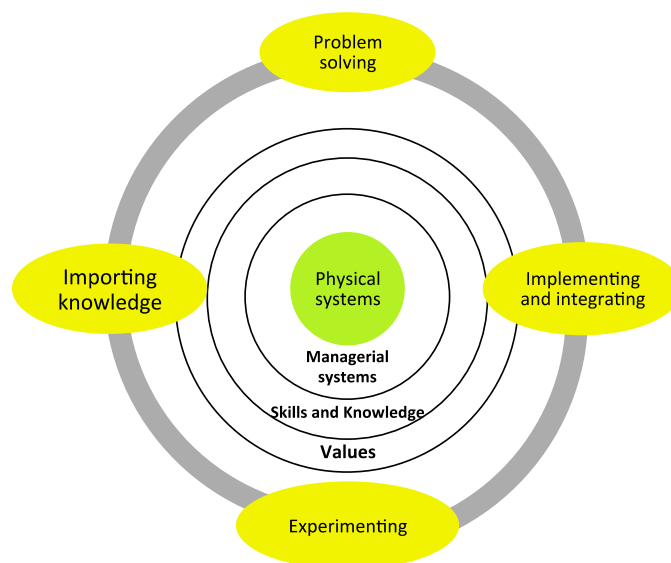 Problem
solving
Importing
knowledge
Physical
systems
Implementing
and integrating
Managerial
systems
Skills and Knowledge
Values
Experimenting